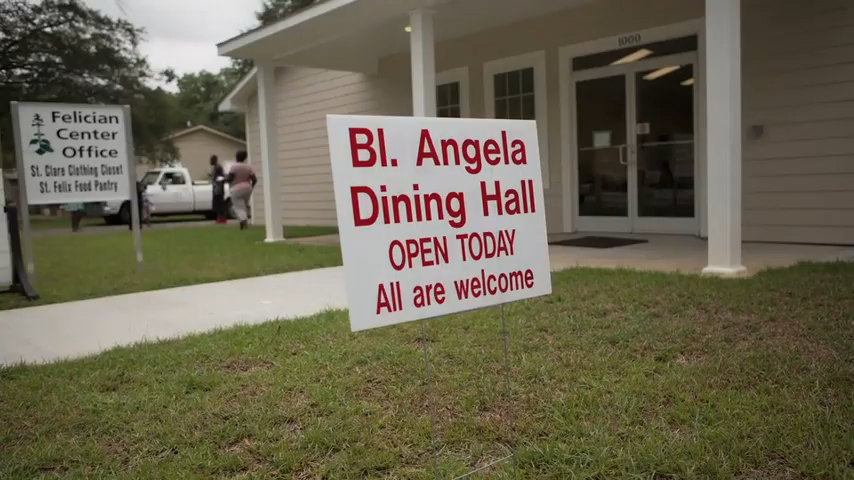 Felician
Center
Office
St. Clare Clothing Closet
St. Felix Food Pantry
Bl. Angela
Dining Hall
OPEN TODAY
All are welcome
1000